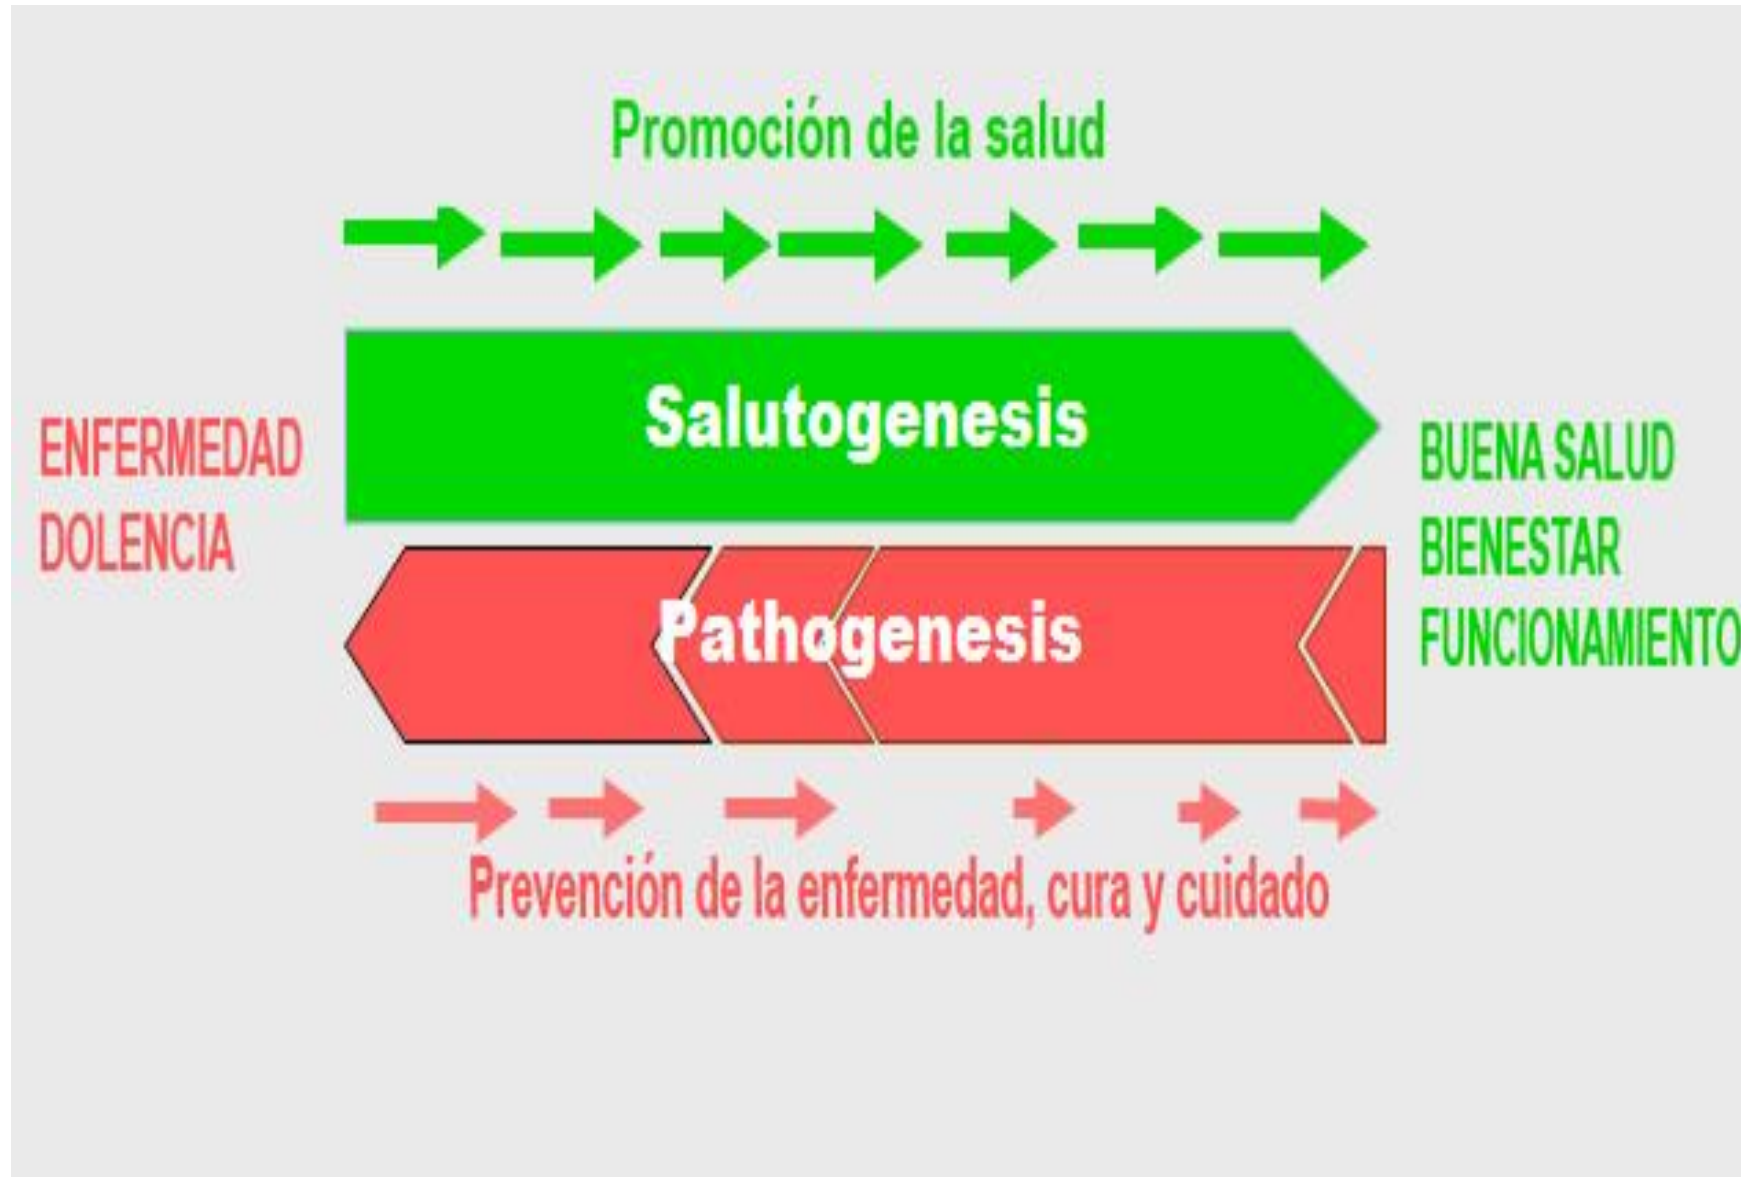 Promoción de la salud
Salutogenesis
ENFERMEDAD
DOLENCIA
BUENA SALUD
BIENESTAR
FUNCIONAMIENTO
Pathogenesis
Prevención de la enfermedad, cura y cuidado